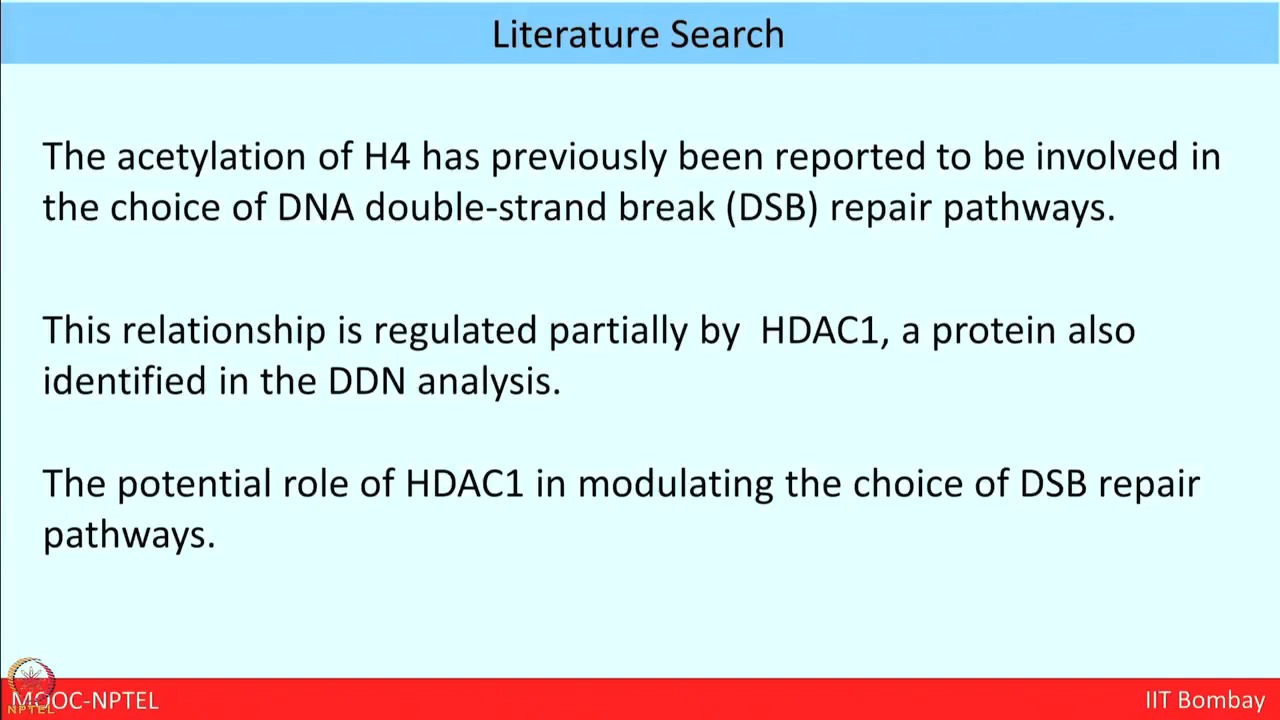 Literature Search
The acetylation of H4 has previously been reported to be involved in
the choice of DNA double-strand break (DSB) repair pathways.
This relationship is regulated partially by HDAC1, a protein also
identified in the DDN analysis.
The potential role of HDAC1 in modulating the choice of DSB repair
pathways.
MOOC-NPTEL
NPTEL
IIT Bombay